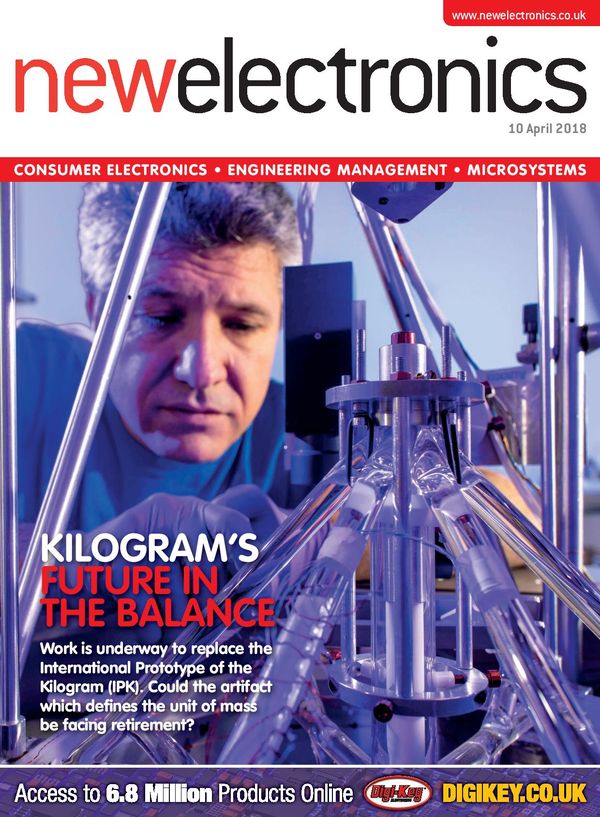 www.newelectronics.co.uk
newelectronics
10 April 2018
CONSUMER ELECTRONICS • ENGINEERING MANAGEMENT • MICROSYSTEMS
KILOGRAM'S
FUTURE IN
THE BALANCE
Work is underway to replace the
International Prototype of the
Kilogram (IPK). Could the artifact
which defines the unit of mass
be facing retirement?
Access to 6.8 Million Products Online
Digi-Key
ELECTRONICS
DIGIKEY.CO.UK